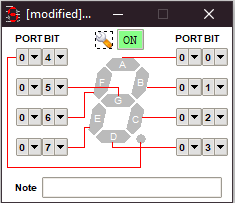 [modified]...
PORT BIT ON PORT BIT
0 4 A 0 0
0 5 F B 0 1
G
0 6 E C 0 2
0 7 D 0 3
Note